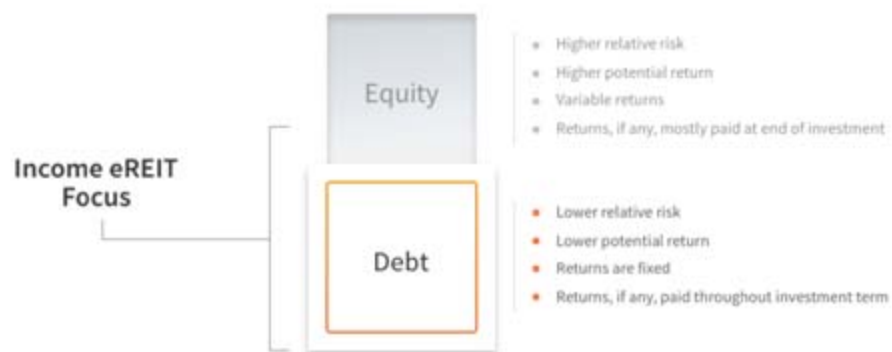 Equity
Higher relative risk
Higher potential return
Variable returns
Returns, if any, mostly paid at end of investment
Income eREIT
Focus
Debt
Lower relative risk
Lower potential return
Returns are fixed
Returns, if any, paid throughout investment term